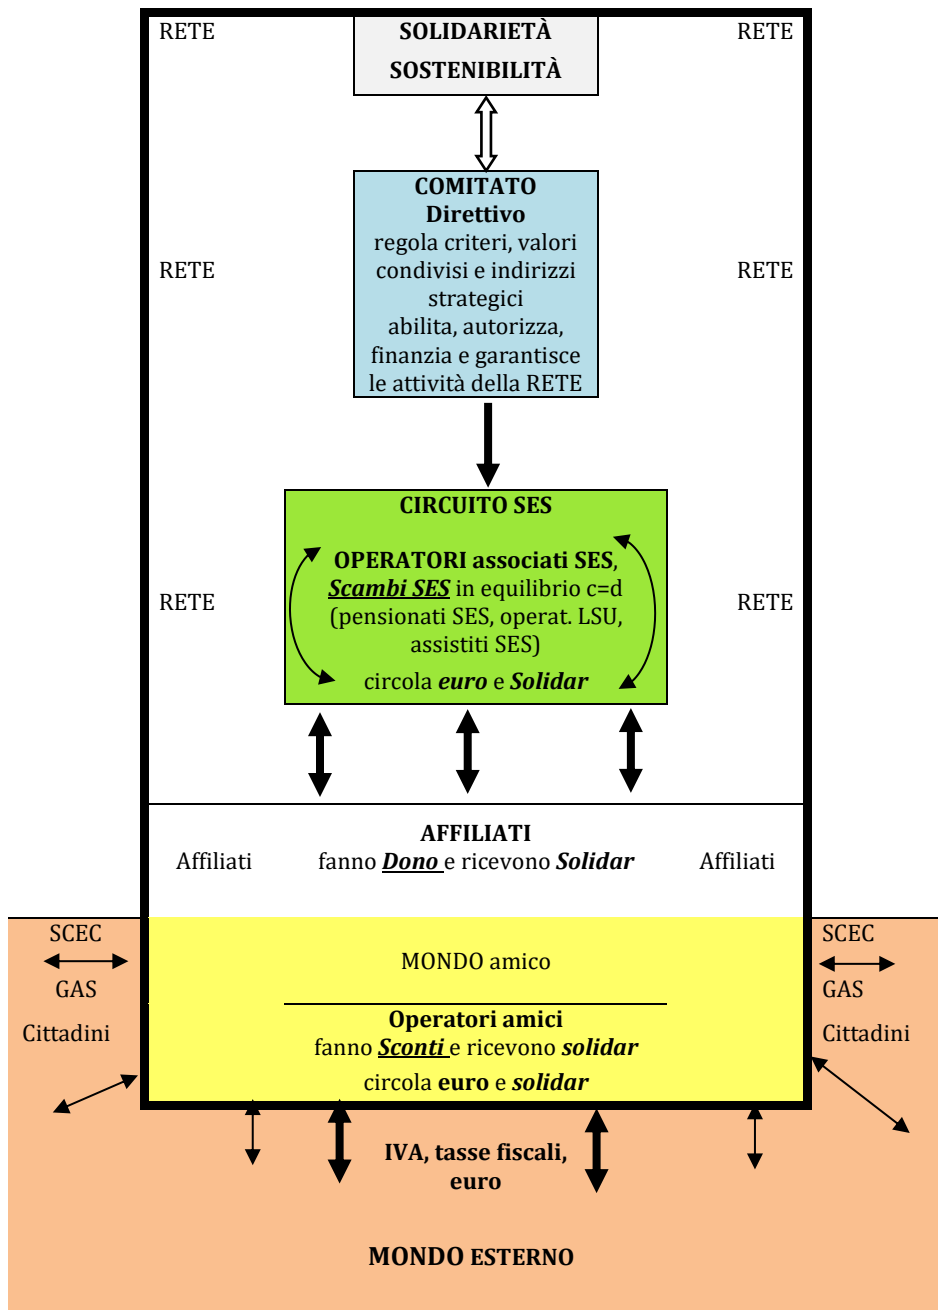 RETE SOLIDARIETÀ RETE
SOSTENIBILITÀ
COMITATO
Direttivo
regola criteri, valori
RETE condivisi e indirizzi RETE
strategici
abilita, autorizza,
finanzia e garantisce
le attività della RETE
CIRCUITO SES
OPERATORI associati SES,
Scambi SES in equilibrio c=d
RETE (pensionati SES, operat. LSU, RETE
assistiti SES)
circola euro e Solidar
AFFILIATI
Affiliati fanno Dono e ricevono Solidar Affiliati
SCEC SCEC
MONDO amico
GAS GAS
Operatori amici
Cittadini fanno Sconti e ricevono solidar Cittadini
circola euro e solidar
IVA, tasse fiscali,
euro
MONDO ESTERNO